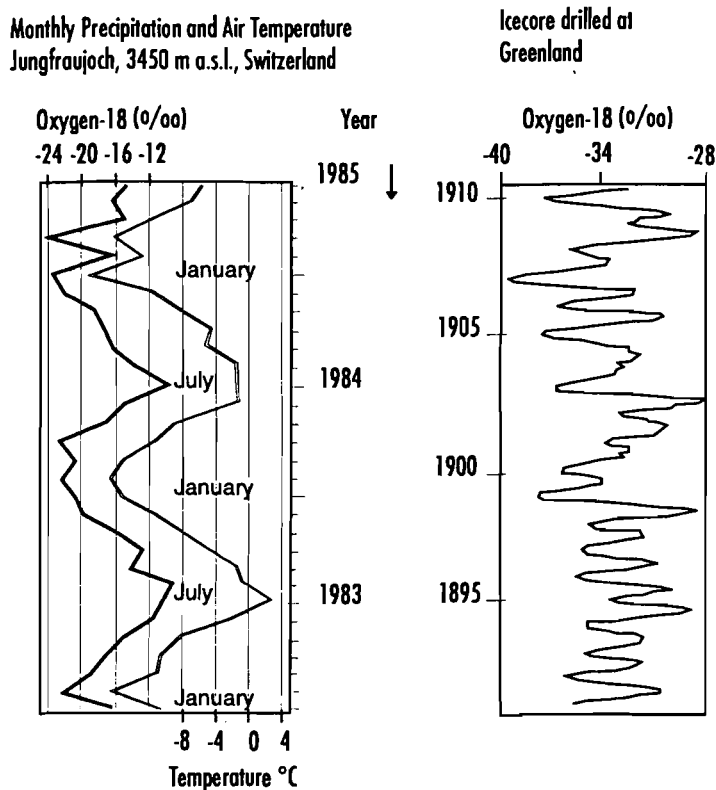 Monthly Precipitation and Air Temperature
Jungfraujoch, 3450 m a.s.l., Switzerland
Oxygen-18 (o/oo)
-24 -20 -16 -12
Year
1985
January
July
1984
January
July
1983
January
-8 -4 0 4
Temperature °C
Icecore drilled at
Greenland
Oxygen-18 (o/oo)
-40 -34 -28
1910
1905
1900
1895